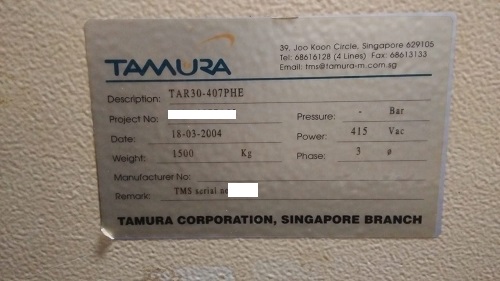 TAMURA
39, Joo Koon Circle, Singapore 629105
Tel: 68616128 (4 Lines) Fax: 68613133
Email: tms@tamura-m.com.sg
Description: TAR30-407PHE
Project No:
Pressure: - Bar
Date: 18-03-2004
Power: 415 Vac
Weight: 1500 Kg
Phase: 3 ø
Manufacturer No:
Remark: TMS serial no
TAMURA CORPORATION, SINGAPORE BRANCH